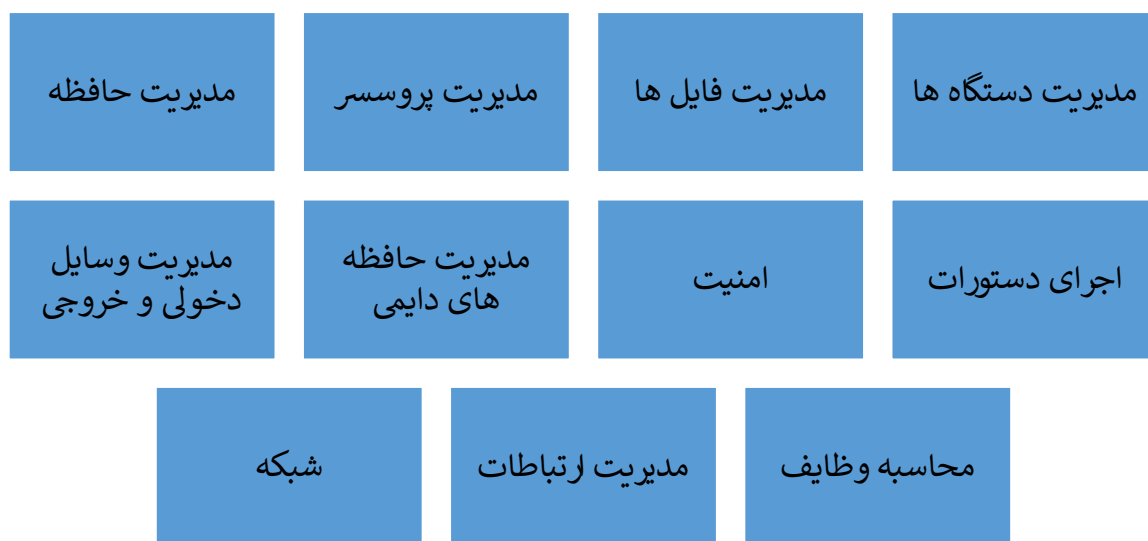 مدیریت دستگاه ها
مدیریت فایل ها
مدیریت پروسسر
مدیریت حافظه
اجرای دستورات
امنیت
مدیریت حافظه
های دایمی
مدیریت وسایل
دخولی و خروجی
محاسبه وظایف
مدیریت ارتباطات
شبکه